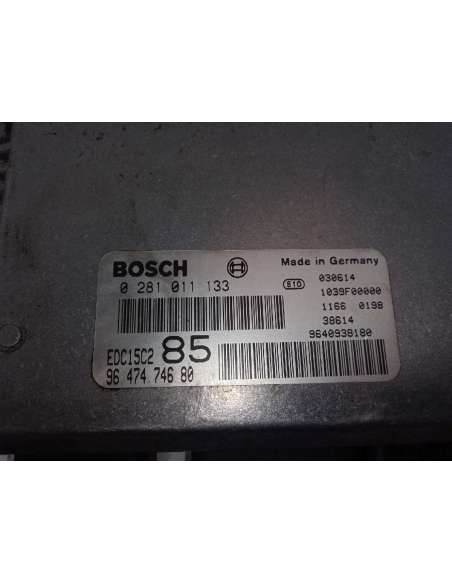 BOSCH Made in Germany
0 281 011 133 810 030614
1039F00000
1166 0198
38614
EDC15C2 85 9640938180
96 474 746 80